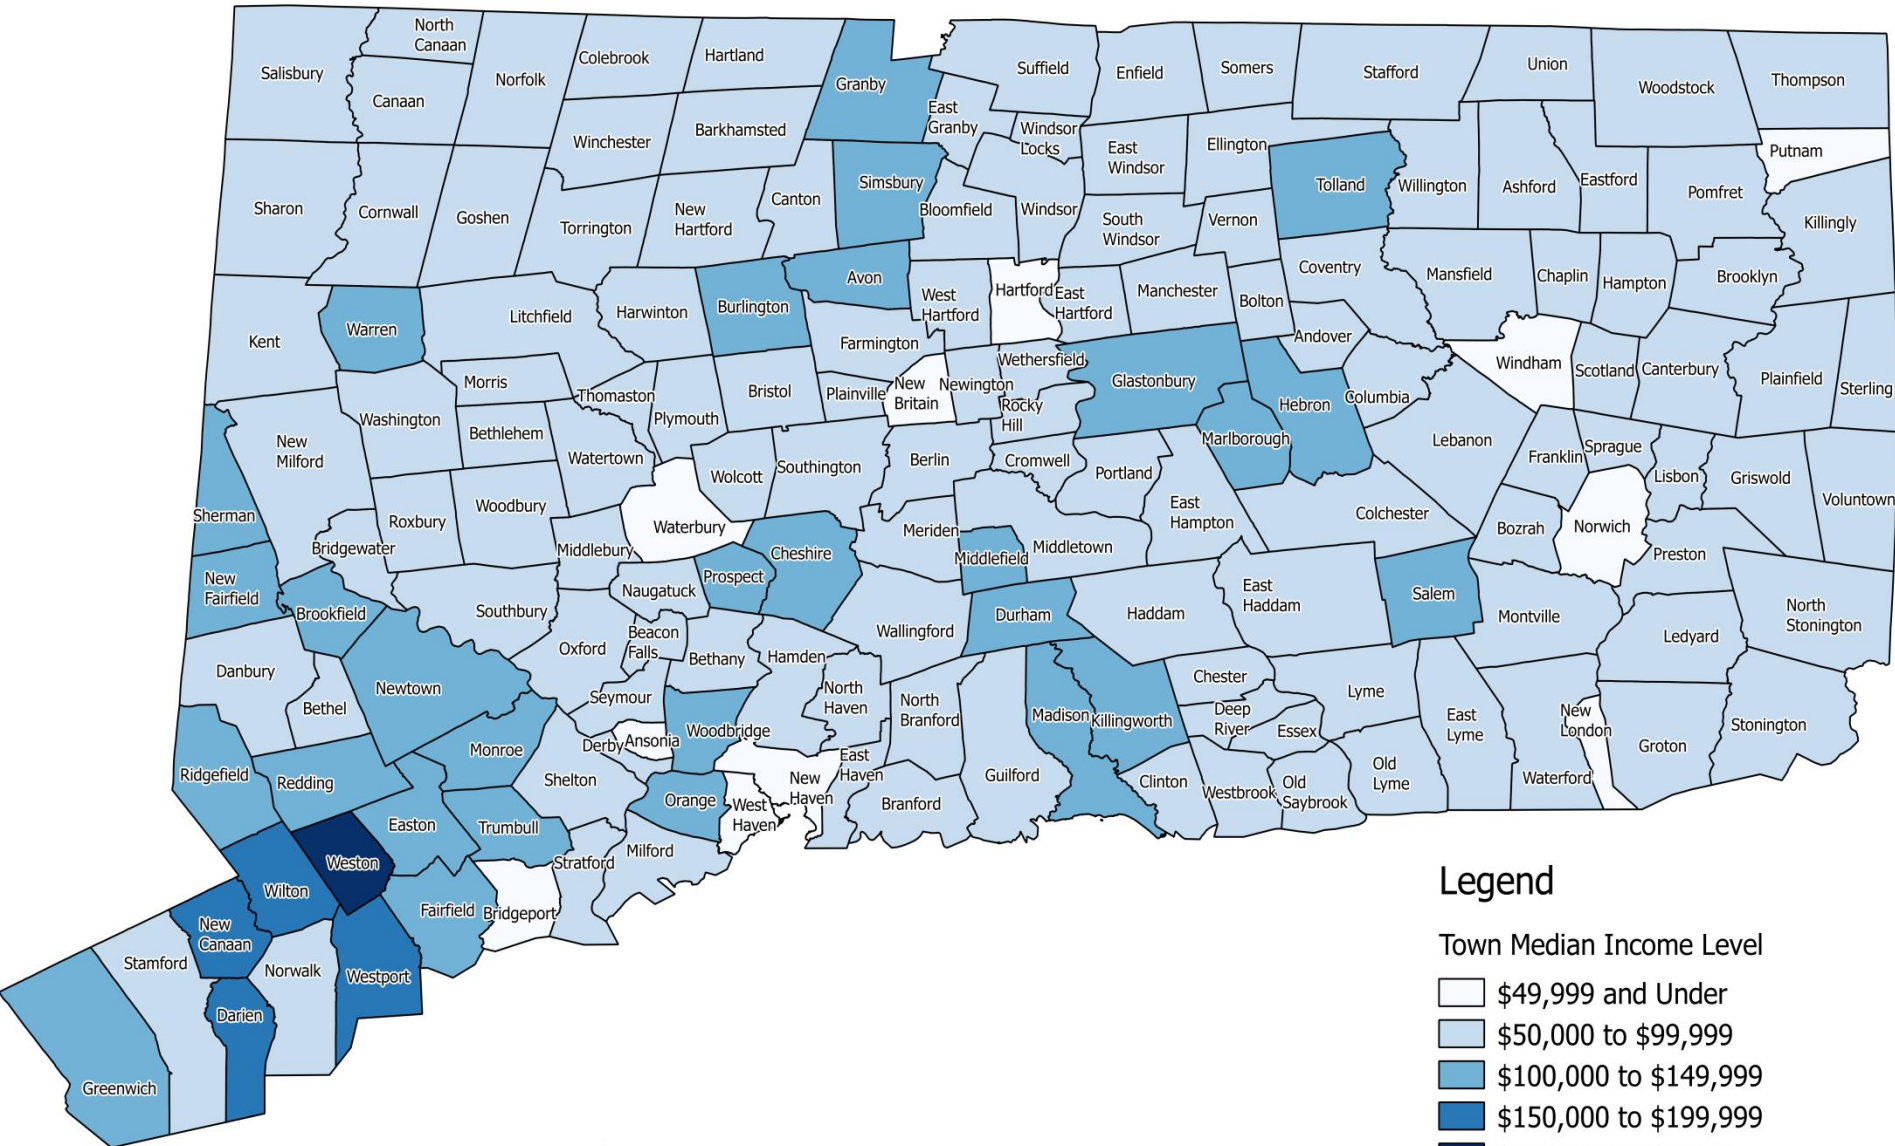 North
Canaan
Salisbury
Canaan
Norfolk
Colebrook
Hartland
Granby
Suffield
Enfield
Somers
Stafford
Union
Woodstock
Thompson
East
Granby
Windsor
Locks
Winchester
Barkhamsted
Simsbury
East
Windsor
Ellington
Tolland
Willington
Ashford
Eastford
Pomfret
Putnam
Killingly
Sharon
Cornwall
Goshen
Torrington
New
Hartford
Canton
Bloomfield
Windsor
South
Windsor
Vernon
Kent
Warren
Litchfield
Harwinton
Burlington
Avon
West
Hartford
Hartford
East
Hartford
Manchester
Bolton
Coventry
Mansfield
Chaplin
Hampton
Brooklyn
Farmington
Andover
Morris
Thomaston
Plymouth
Bristol
Plainville
New
Britain
Newington
Wethersfield
Rocky
Hill
Glastonbury
Hebron
Columbia
Windham
Scotland
Canterbury
Plainfield
Sterling
Washington
Bethlehem
New
Milford
Watertown
Wolcott
Southington
Berlin
Cromwell
Portland
Marlborough
Lebanon
Franklin
Sprague
Lisbon
Griswold
Voluntown
Sherman
Roxbury
Woodbury
Waterbury
Meriden
Middletown
East
Hampton
Colchester
Bozrah
Norwich
Preston
Bridgewater
Middlebury
Cheshire
Prospect
Middlefield
New
Fairfield
Brookfield
Southbury
Naugatuck
Durham
Haddam
East
Haddam
Salem
Montville
Ledyard
North
Stonington
Oxford
Beacon
Falls
Bethany
Hamden
Wallingford
Danbury
Bethel
Newtown
Seymour
North
Haven
North
Branford
Madison
Killingworth
Chester
Deep
River
Essex
Lyme
East
Lyme
New
London
Groton
Stonington
Ridgefield
Redding
Monroe
Derby
Ansonia
Woodbridge
East
Haven
Shelton
Guilford
Clinton
Westbrook
Old
Saybrook
Old
Lyme
Waterford
Easton
Trumbull
Orange
West
Haven
New
Haven
Branford
Weston
Wilton
Stratford
Milford
Fairfield
Bridgeport
New
Canaan
Stamford
Norwalk
Westport
Darien
Greenwich
Legend
Town Median Income Level
$49,999 and Under
$50,000 to $99,999
$100,000 to $149,999
$150,000 to $199,999